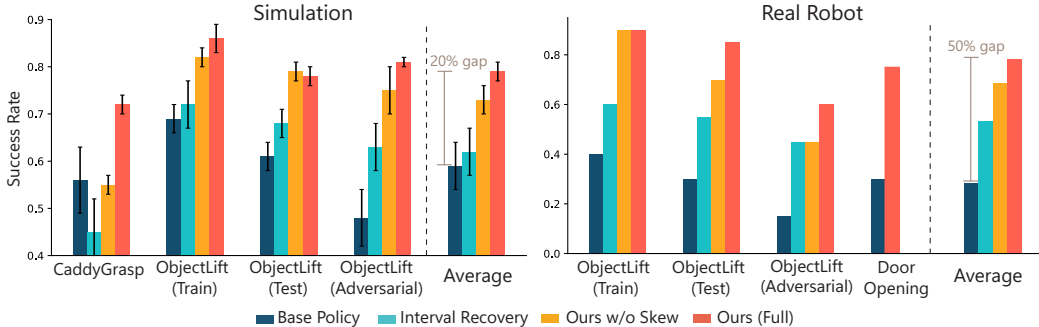 Simulation
Success Rate
0.9
0.8
0.7
0.6
0.5
0.4
20% gap
CaddyGrasp
ObjectLift
(Train)
ObjectLift
(Test)
ObjectLift
(Adversarial)
Average
Real Robot
0.8
0.6
0.4
0.2
0.0
50% gap
ObjectLift
(Train)
ObjectLift
(Test)
ObjectLift
(Adversarial)
Door
Opening
Average
Base Policy
Interval Recovery
Ours w/o Skew
Ours (Full)